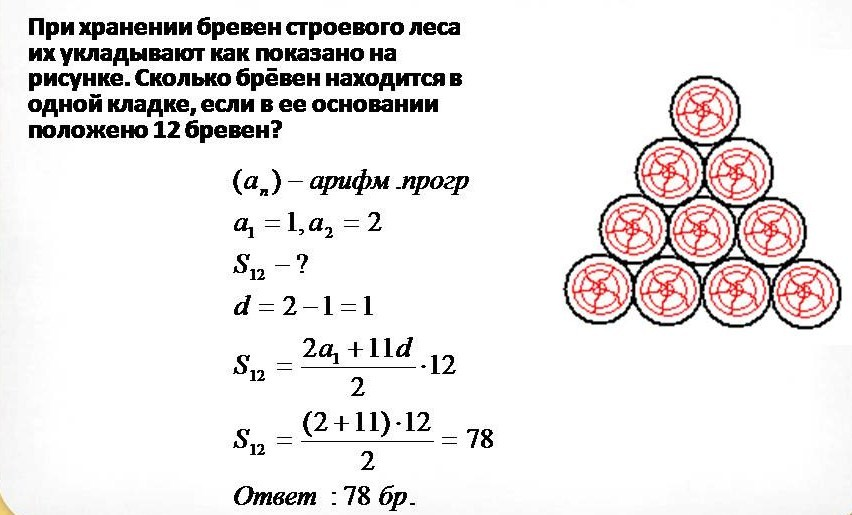 При хранении бревен строевого леса
их укладывают как показано на
рисунке. Сколько брēвен находится в
одной кладке, если в ее основании
положено 12 бревен?
(aₙ) – арифм .прогр
a₁ = 1, a₂ = 2
S₁₂ – ?
d = 2 – 1 = 1
S₁₂ = (2a₁ + 11d)/2 · 12
S₁₂ = ((2 + 11) · 12)/2 = 78
Ответ : 78 бр.